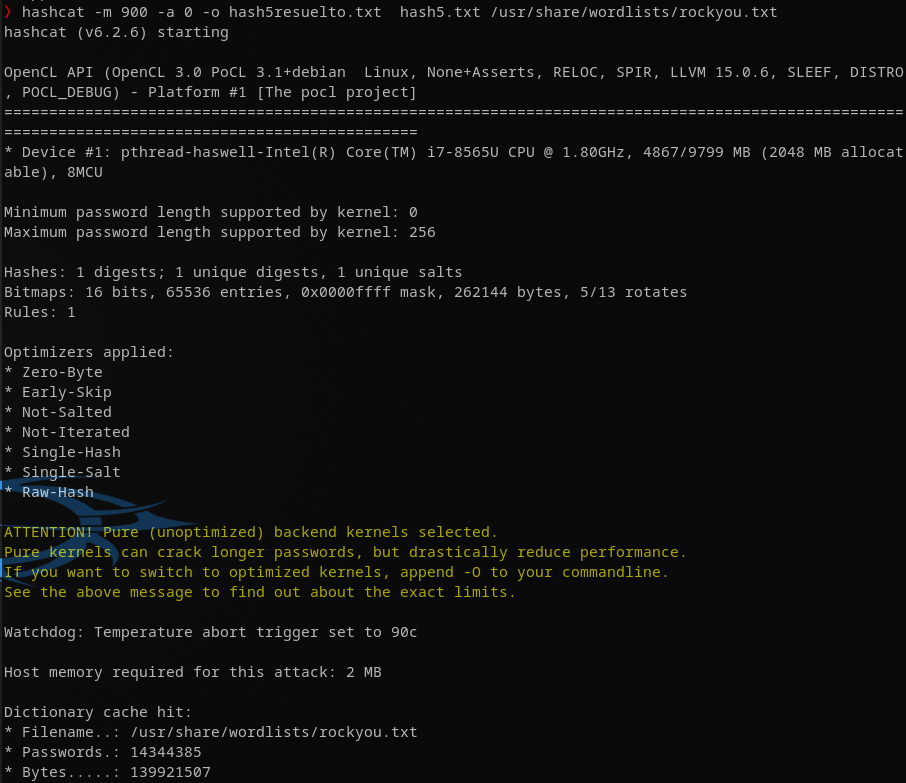 ❯ hashcat -m 900 -a 0 -o hash5resuelto.txt  hash5.txt /usr/share/wordlists/rockyou.txt
hashcat (v6.2.6) starting
OpenCL API (OpenCL 3.0 PoCL 3.1+debian  Linux, None+Asserts, RELOC, SPIR, LLVM 15.0.6, SLEEF, DISTRO
, POCL_DEBUG) - Platform #1 [The pocl project]
====================================================================================================
==============================================
* Device #1: pthread-haswell-Intel(R) Core(TM) i7-8565U CPU @ 1.80GHz, 4867/9799 MB (2048 MB allocat
able), 8MCU
Minimum password length supported by kernel: 0
Maximum password length supported by kernel: 256
Hashes: 1 digests; 1 unique digests, 1 unique salts
Bitmaps: 16 bits, 65536 entries, 0x0000ffff mask, 262144 bytes, 5/13 rotates
Rules: 1
Optimizers applied:
* Zero-Byte
* Early-Skip
* Not-Salted
* Not-Iterated
* Single-Hash
* Single-Salt
* Raw-Hash
ATTENTION! Pure (unoptimized) backend kernels selected.
Pure kernels can crack longer passwords, but drastically reduce performance.
If you want to switch to optimized kernels, append -O to your commandline.
See the above message to find out about the exact limits.
Watchdog: Temperature abort trigger set to 90c
Host memory required for this attack: 2 MB
Dictionary cache hit:
* Filename..: /usr/share/wordlists/rockyou.txt
* Passwords.: 14344385
* Bytes.....: 139921507